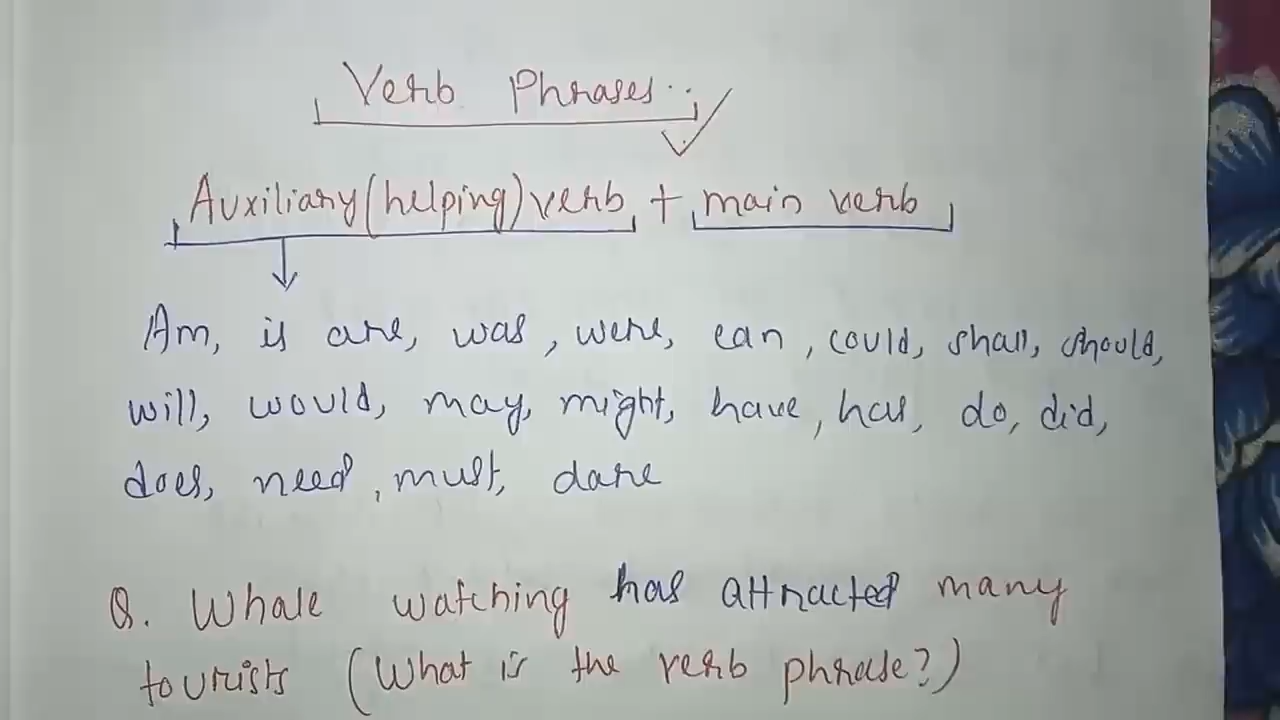 Verb Phrases
Auxiliary(helping)verb + main verb
Am, is are, was, were, can, could, shall, should,
will, would, may, might, have, has, do, did,
does, need, must, dare
Q. Whale watching has attracted many
tourists (What is the verb phrase?)